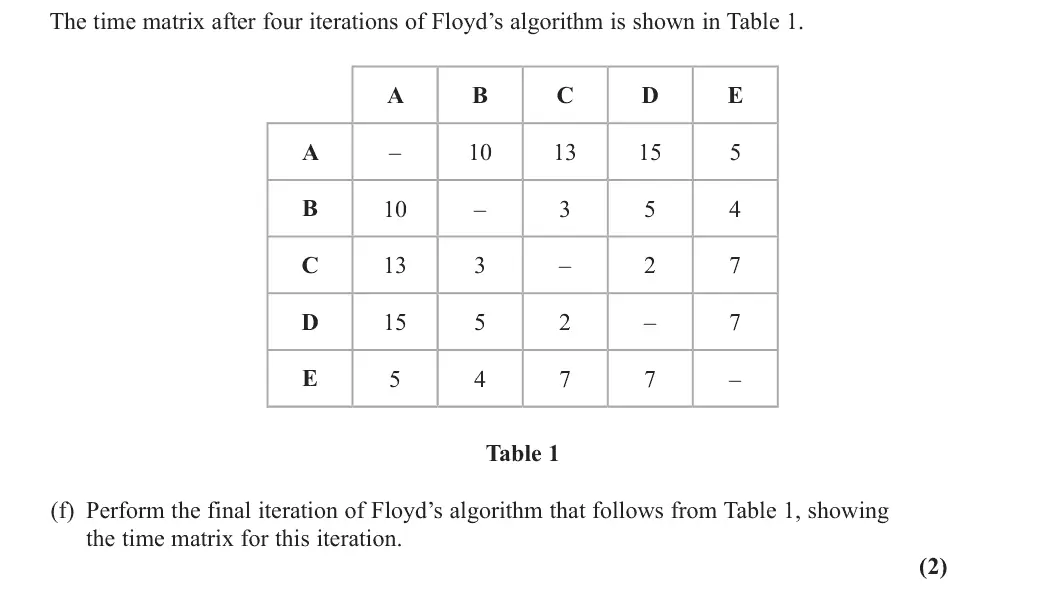 The time matrix after four iterations of Floyd’s algorithm is shown in Table 1.
A B C D E
A – 10 13 15 5
B 10 – 3 5 4
C 13 3 – 2 7
D 15 5 2 – 7
E 5 4 7 7 –
Table 1
(f) Perform the final iteration of Floyd’s algorithm that follows from Table 1, showing
the time matrix for this iteration.
(2)